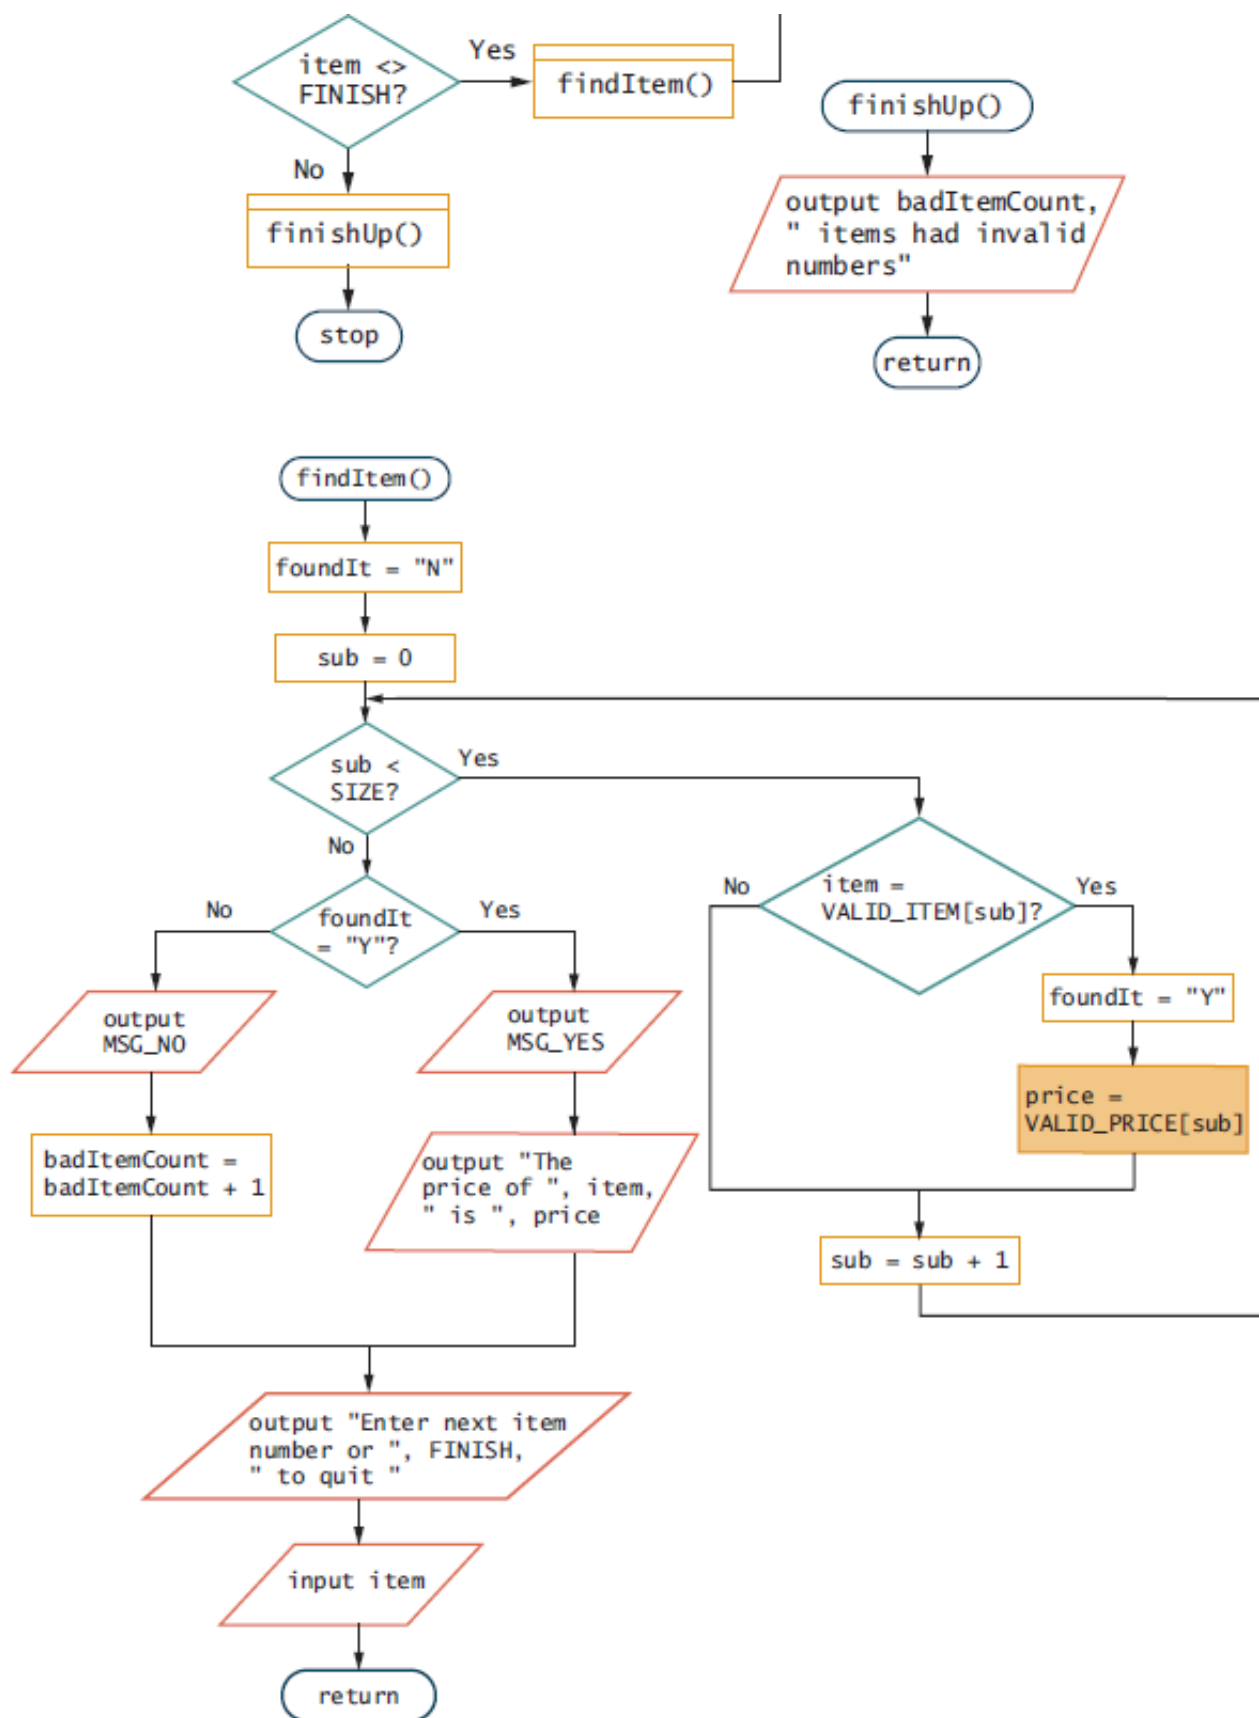 item <>
FINISH?
Yes
findItem()
No
finishUp()
stop
finishUp()
output badItemCount,
" items had invalid
numbers"
return
findItem()
foundIt = "N"
sub = 0
sub <
SIZE?
Yes
No
item =
VALID_ITEM[sub]?
No
Yes
foundIt = "Y"
price =
VALID_PRICE[sub]
sub = sub + 1
foundIt
= "Y"?
No
Yes
output
MSG_NO
badItemCount =
badItemCount + 1
output
MSG_YES
output "The
price of ", item,
" is ", price
output "Enter next item
number or ", FINISH,
" to quit "
input item
return